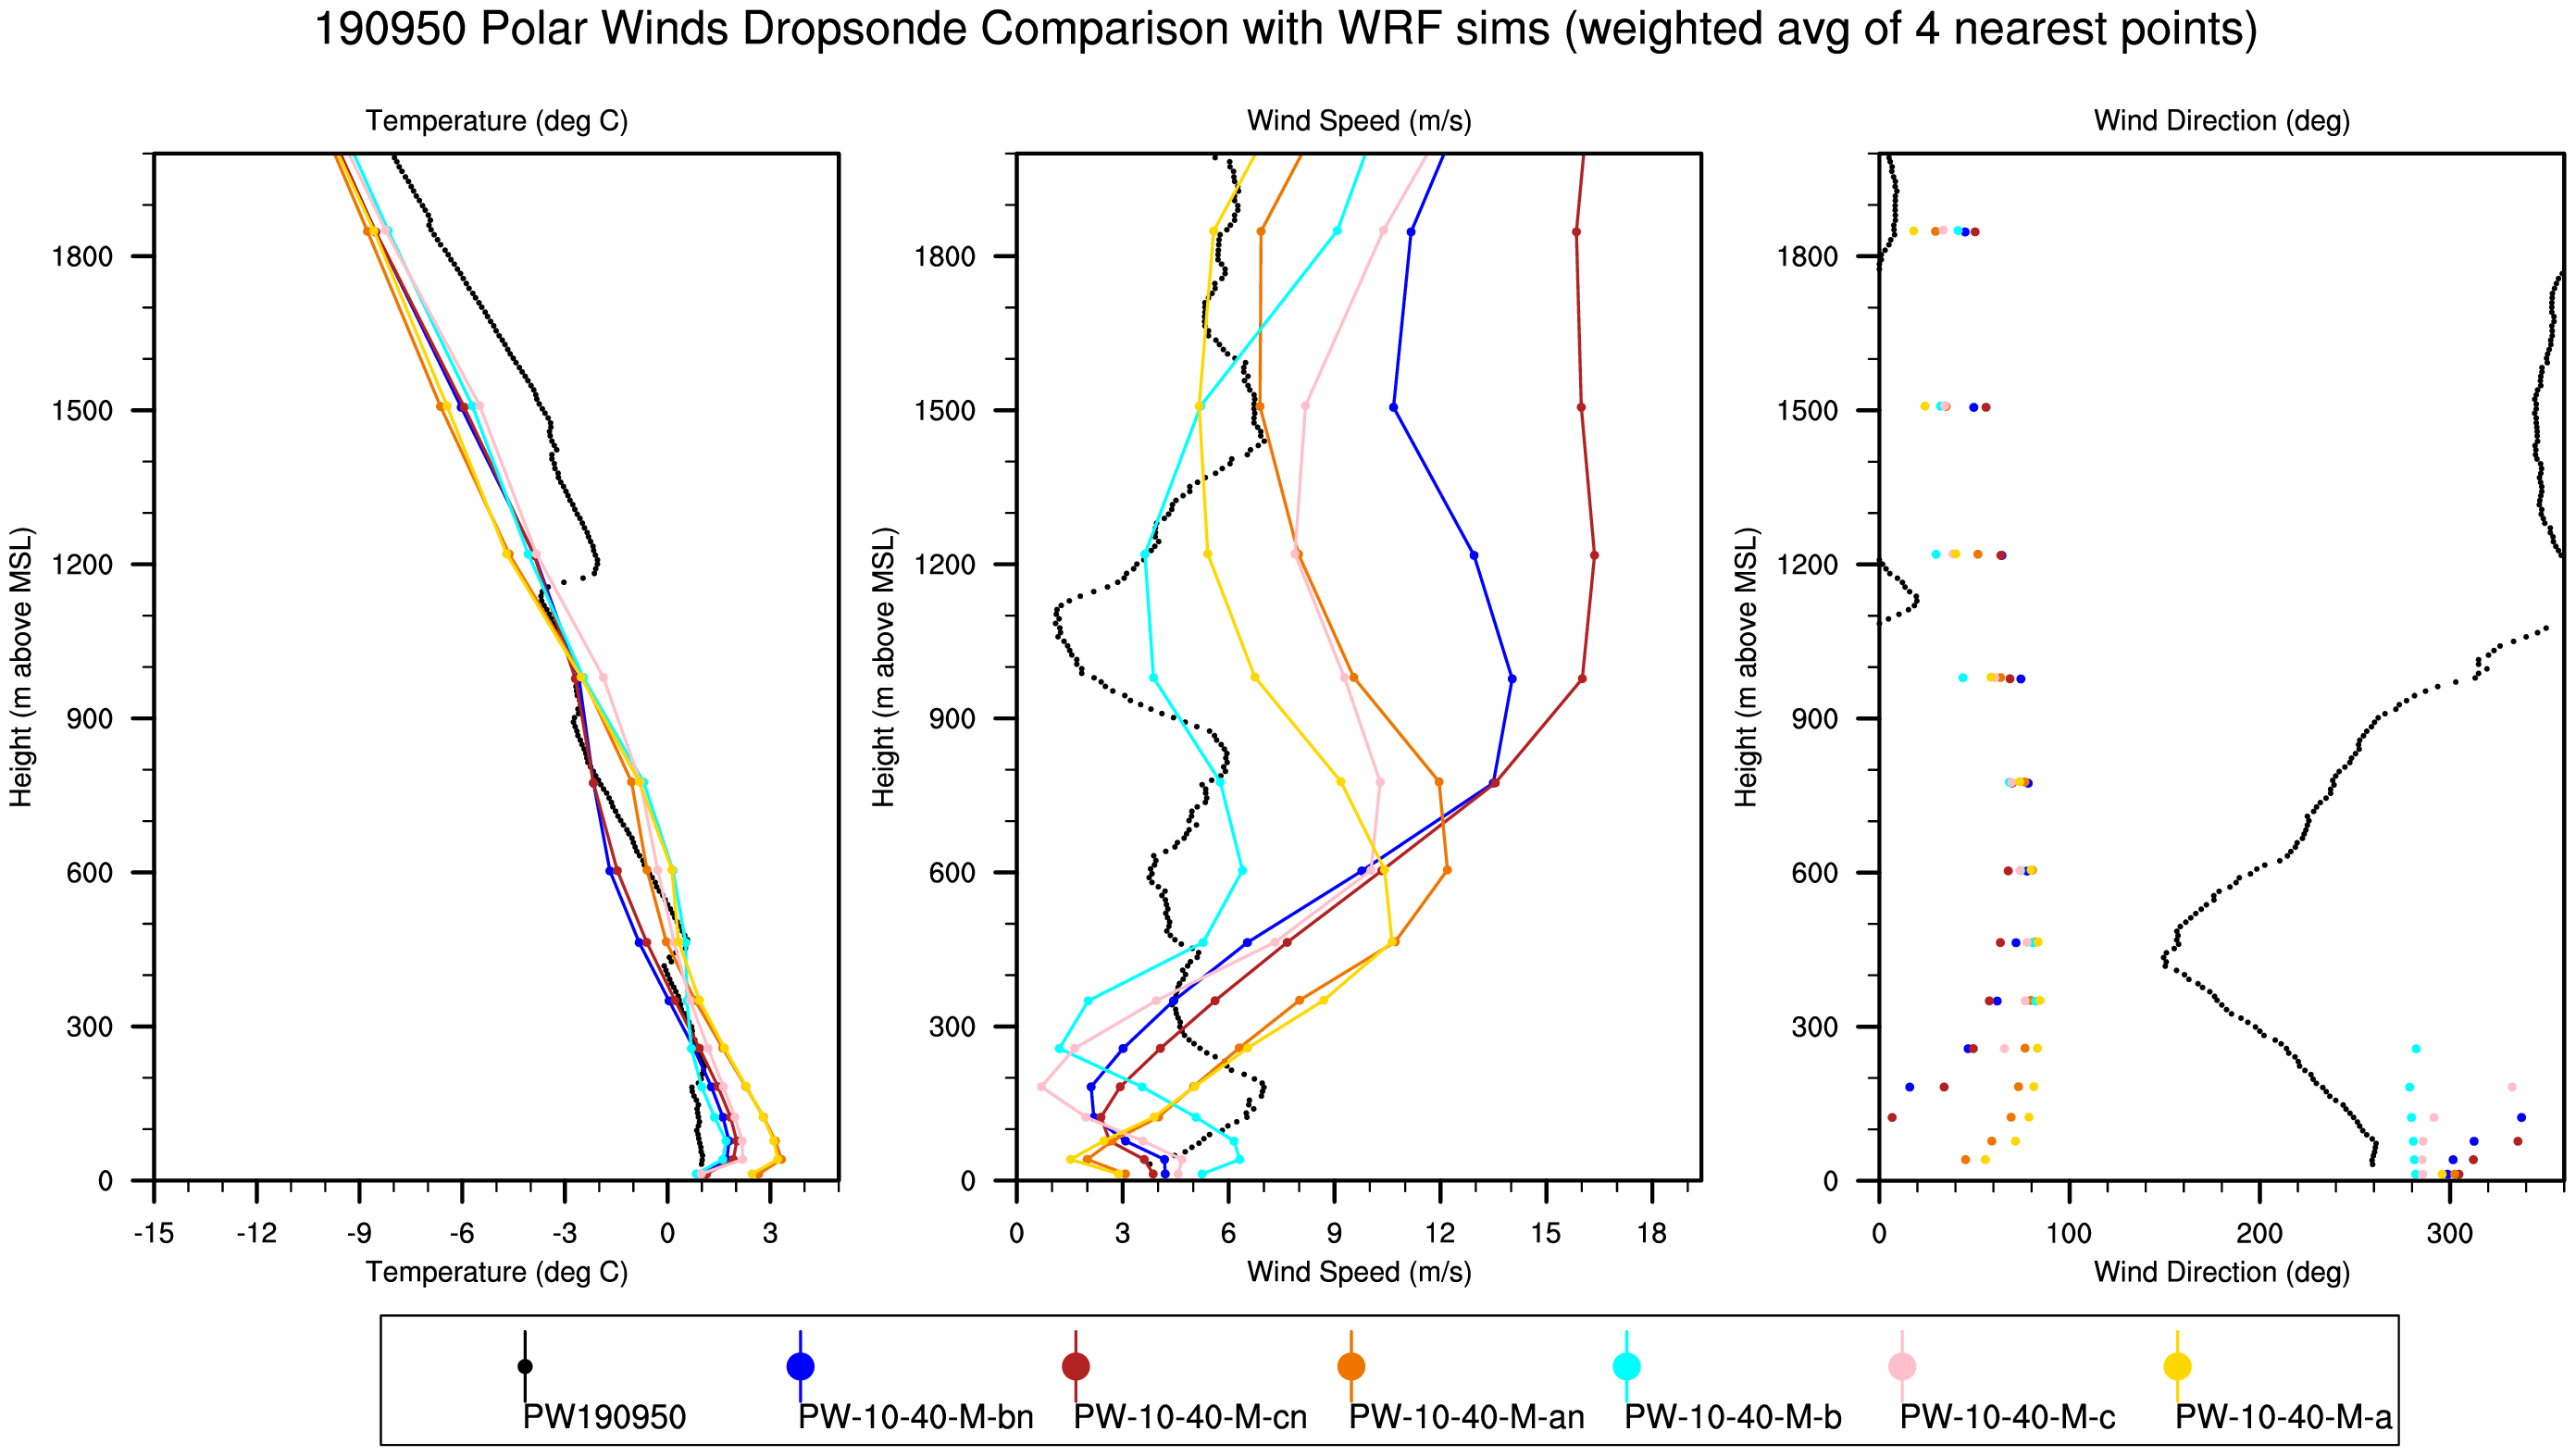 190950 Polar Winds Dropsonde Comparison with WRF sims (weighted avg of 4 nearest points)
Temperature (deg C)
Wind Speed (m/s)
Wind Direction (deg)
Height (m above MSL)
1800
1500
1200
900
600
300
0
-15 -12 -9 -6 -3 0 3
Temperature (deg C)
Height (m above MSL)
1800
1500
1200
900
600
300
0
0 3 6 9 12 15 18
Wind Speed (m/s)
Height (m above MSL)
1800
1500
1200
900
600
300
0
0 100 200 300
Wind Direction (deg)
PW190950 PW-10-40-M-bn PW-10-40-M-cn PW-10-40-M-an PW-10-40-M-b PW-10-40-M-c PW-10-40-M-a